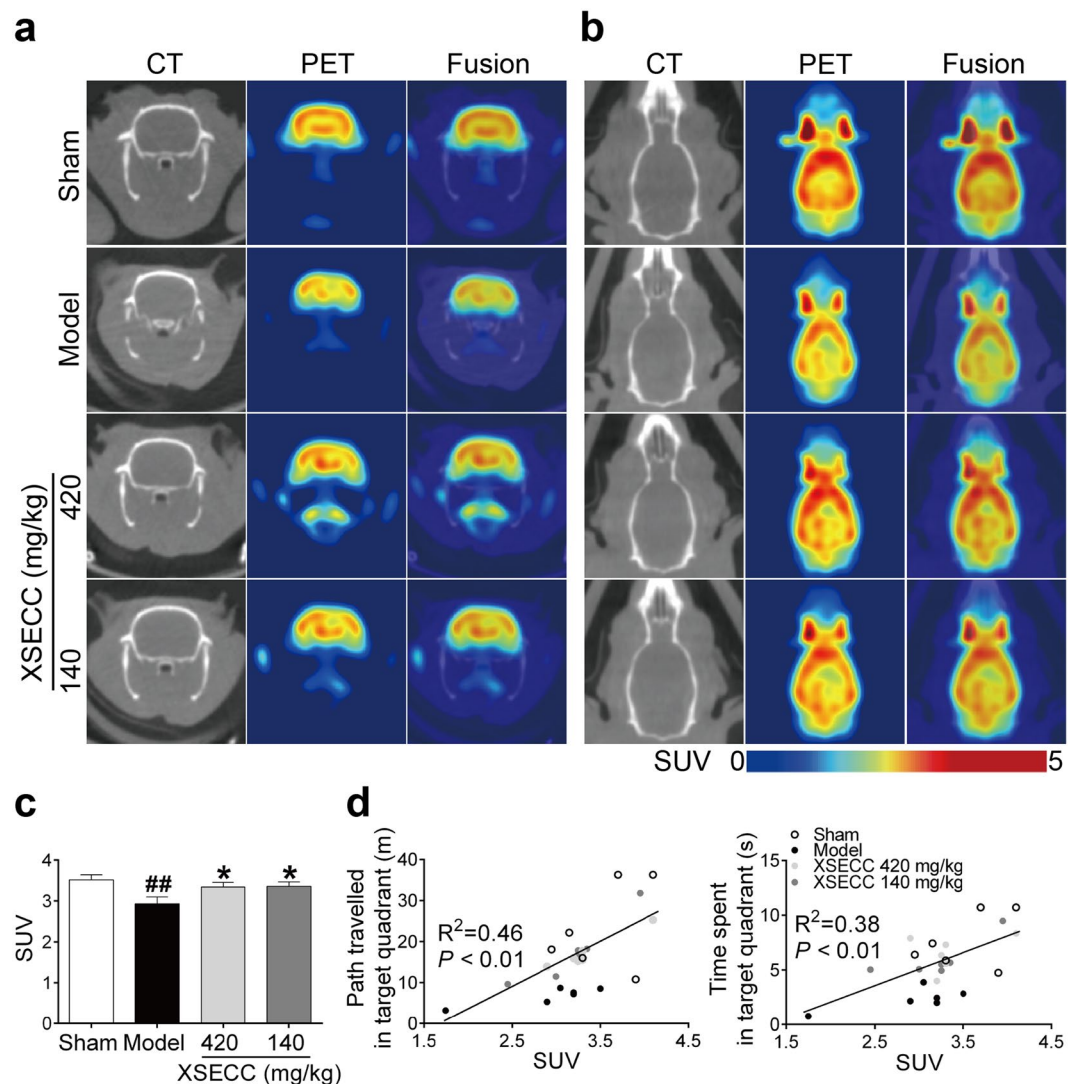 a
CT PET Fusion
Sham
Model
XSECC (mg/kg)
420
140
b
CT PET Fusion
SUV 0 5
c
SUV
4
3
2
1
0
##
*
*
Sham Model 420 140
XSECC (mg/kg)
d
Path travelled
in target quadrant (m)
40
30
20
10
0
R²=0.46
P < 0.01
1.5 2.5 3.5 4.5
SUV
Time spent
in target quadrant (s)
15
10
5
0
Sham
Model
XSECC 420 mg/kg
XSECC 140 mg/kg
R²=0.38
P < 0.01
1.5 2.5 3.5 4.5
SUV